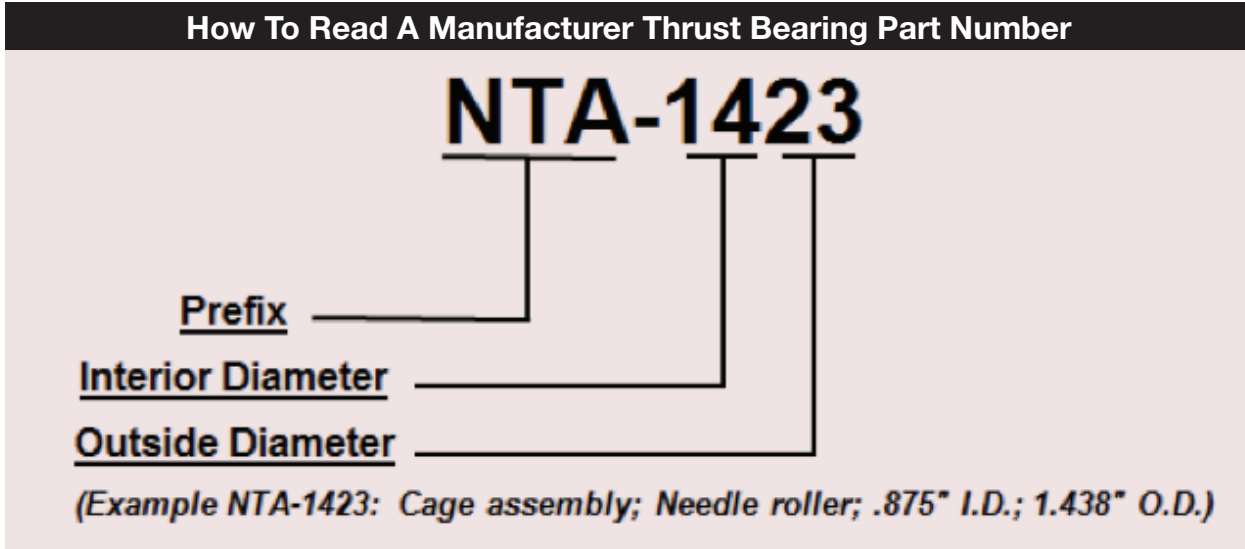 How To Read A Manufacturer Thrust Bearing Part Number
NTA-1423
Prefix
Interior Diameter
Outside Diameter
(Example NTA-1423: Cage assembly; Needle roller; .875" I.D.; 1.438" O.D.)